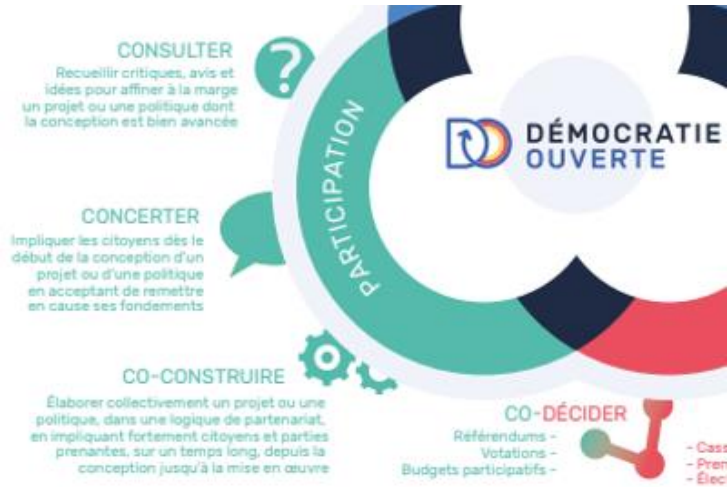 CONSULTER
Recueillir critiques, avis et
idées pour affiner à la marge
un projet ou une politique dont
la conception est bien avancée
PARTICIPATION
DÉMOCRATIE
OUVERTE
CONCERTER
Impliquer les citoyens dès le
début de la conception d'un
projet ou d'une politique
en acceptant de remettre
en cause ses fondements
CO-CONSTRUIRE
Élaborer collectivement un projet ou une
politique, dans une logique de partenariat,
en impliquant fortement citoyens et parties
prenantes, sur un temps long, depuis la
conception jusqu'à la mise en œuvre
CO-DÉCIDER
Référendums -
Votations -
Budgets participatifs -
- Cass
- Pren
- Élec